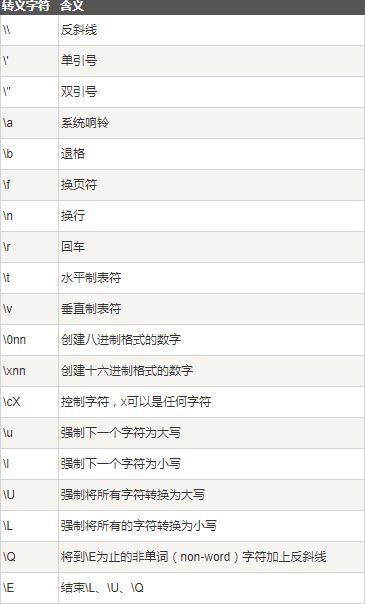 转义字符 含义
\\ 反斜线
\' 单引号
\" 双引号
\a 系统响铃
\b 退格
\f 换页符
\n 换行
\r 回车
\t 水平制表符
\v 垂直制表符
\0nn 创建八进制格式的数字
\xnn 创建十六进制格式的数字
\cX 控制字符，x可以是任何字符
\u 强制下一个字符为大写
\l 强制下一个字符为小写
\U 强制将所有字符转换为大写
\L 强制将所有的字符转换为小写
\Q 将到\E为止的非单词（non-word）字符加上反斜线
\E 结束\L、\U、\Q